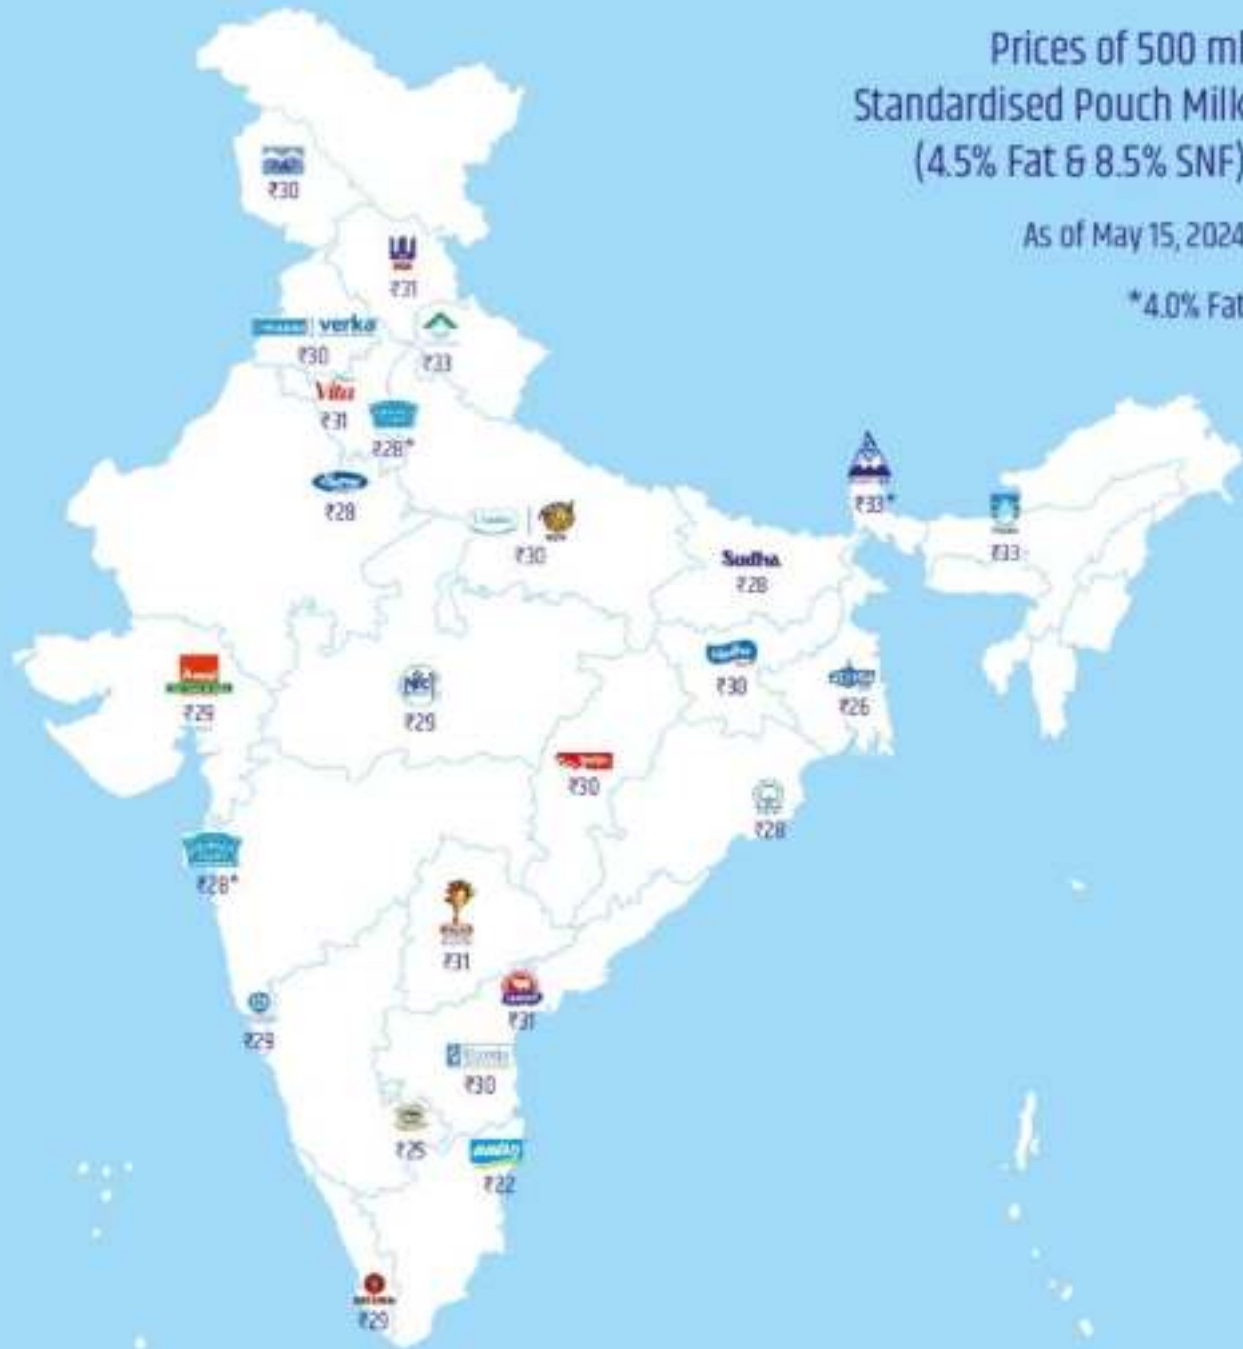 Prices of 500 ml
Standardised Pouch Milk
(4.5% Fat & 8.5% SNF)
As of May 15, 2024
*4.0% Fat
₹30
₹31
verka
₹30
₹33
Vita
₹31
₹28*
₹28
₹30
₹33*
₹33
Sudha
₹28
Amul
₹29
₹29
₹30
₹26
₹30
₹28
₹28*
₹31
₹31
₹29
₹30
₹25
₹22
₹29